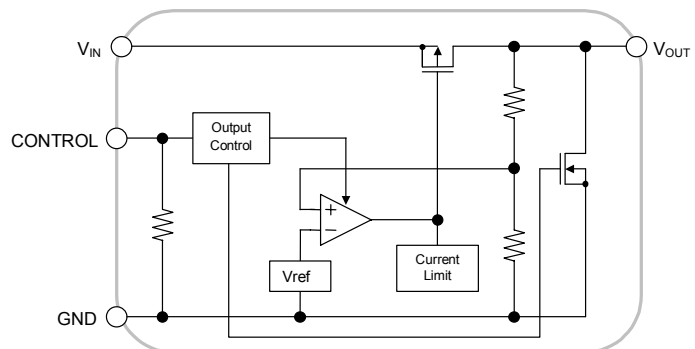 VIN
VOUT
CONTROL
Output
Control
+
−
Vref
Current
Limit
GND